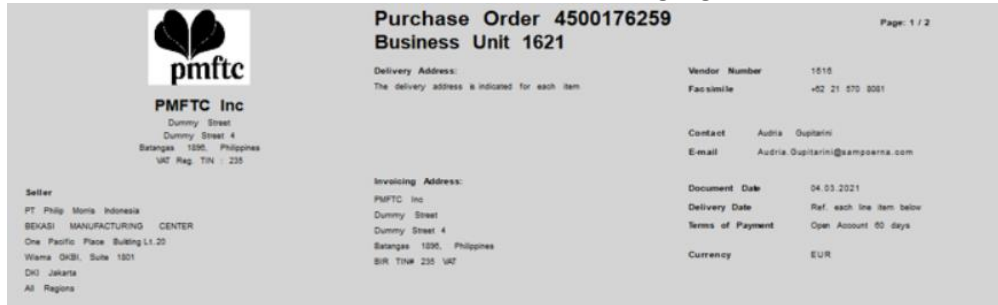 pmftc
PMFTC Inc
Dummy Street
Dummy Street 4
Batangas 1896, Philippines
VAT Reg. TIN : 235
Seller
PT Philip Morris Indonesia
BEKASI MANUFACTURING CENTER
One Pacific Place Building Lt.20
Wisma GKBI, Suite 1801
DKI Jakarta
All Regions
Purchase Order 4500176259
Business Unit 1621
Delivery Address:
The delivery address is indicated for each item
Invoicing Address:
PMFTC Inc
Dummy Street
Dummy Street 4
Batangas 1896, Philippines
BIR TIN# 235 VAT
Page: 1 / 2
Vendor Number 1616
Facsimile +62 21 570 8081
Contact Audria Gupitarini
E-mail Audria.Gupitarini@sampoerna.com
Document Date 04.03.2021
Delivery Date Ref. each line item below
Terms of Payment Open Account 60 days
Currency EUR